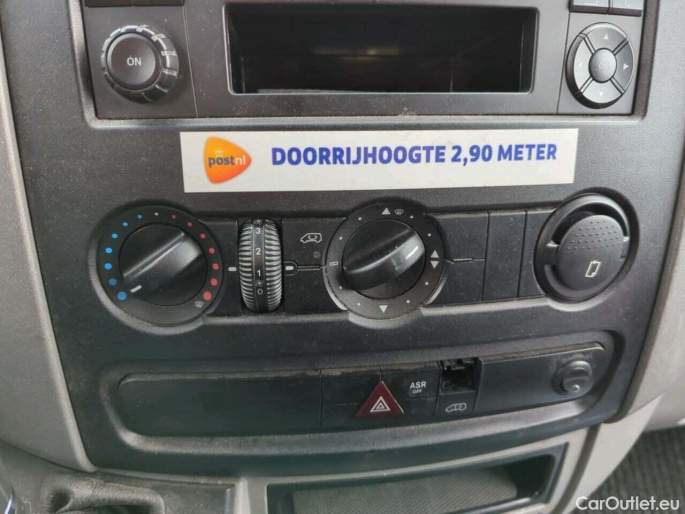 ON
postnl DOORRIJHOOGTE 2,90 METER
3
2
1
0
ASR
OFF
CarOutlet.eu